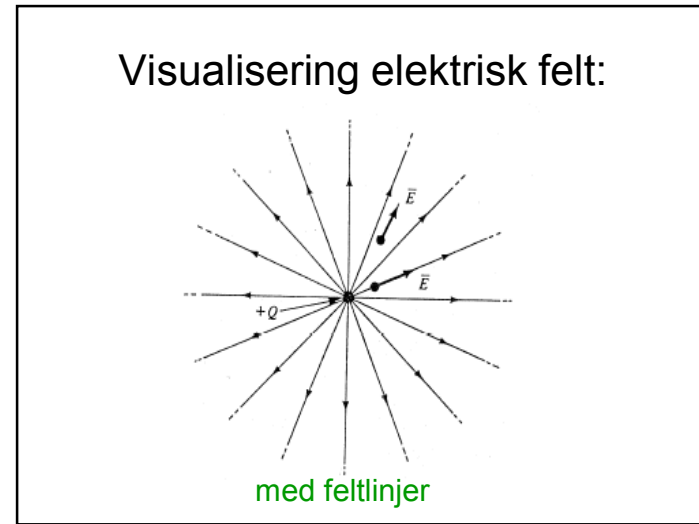 Visualisering elektrisk felt:
E̅
E̅
+Q
med feltlinjer